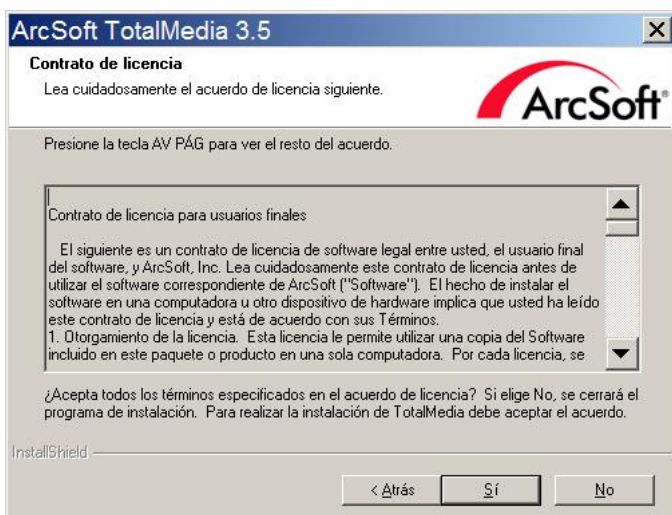 ArcSoft TotalMedia 3.5
Contrato de licencia
Lea cuidadosamente el acuerdo de licencia siguiente.
ArcSoft®
Presione la tecla AV PÁG para ver el resto del acuerdo.
Contrato de licencia para usuarios finales
El siguiente es un contrato de licencia de software legal entre usted, el usuario final
del software, y ArcSoft, Inc. Lea cuidadosamente este contrato de licencia antes de
utilizar el software correspondiente de ArcSoft ("Software"). El hecho de instalar el
software en una computadora u otro dispositivo de hardware implica que usted ha leído
este contrato de licencia y está de acuerdo con sus Términos.
1. Otorgamiento de la licencia. Esta licencia le permite utilizar una copia del Software
incluido en este paquete o producto en una sola computadora. Por cada licencia, se
¿Acepta todos los términos especificados en el acuerdo de licencia? Si elige No, se cerrará el
programa de instalación. Para realizar la instalación de TotalMedia debe aceptar el acuerdo.
InstallShield
< Atrás
Sí
No